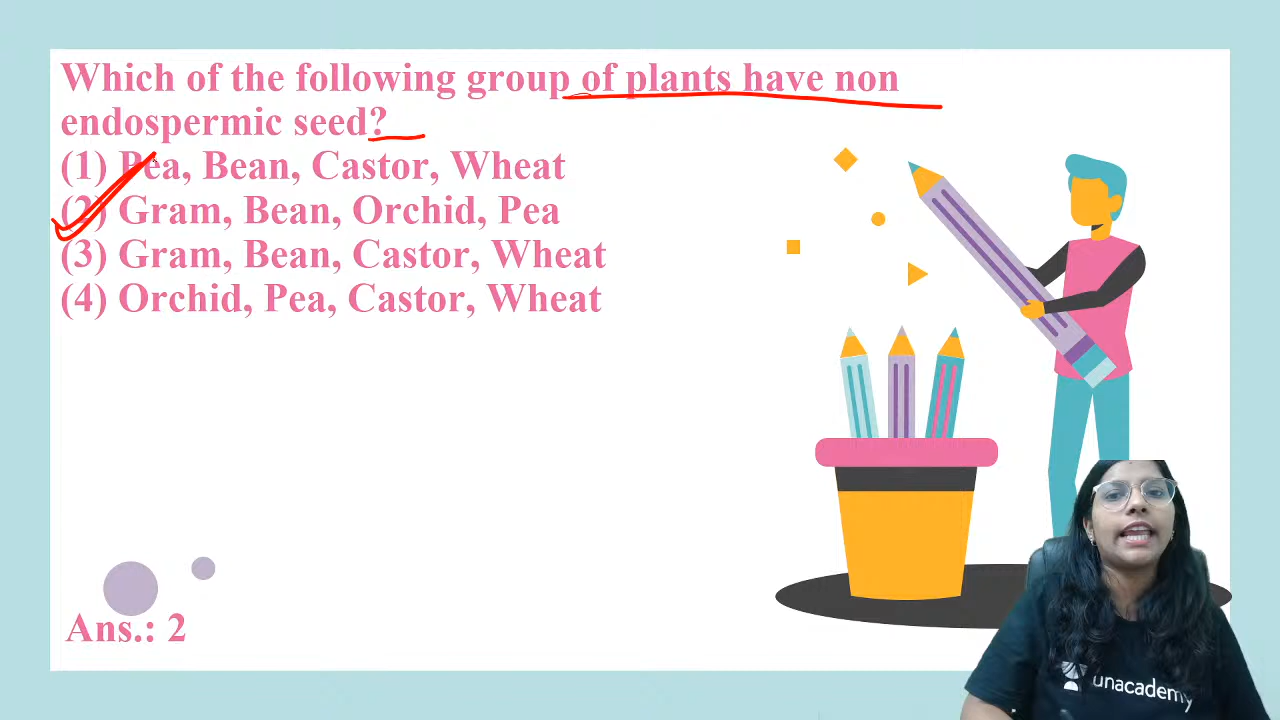 Which of the following group of plants have non
endospermic seed?
(1) Pea, Bean, Castor, Wheat
(2) Gram, Bean, Orchid, Pea
(3) Gram, Bean, Castor, Wheat
(4) Orchid, Pea, Castor, Wheat
Ans.: 2
unacademy